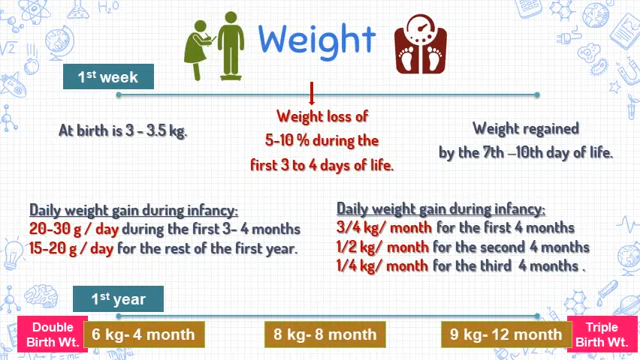 Weight
1st week
At birth is 3 - 3.5 kg.
Weight loss of
5-10 % during the
first 3 to 4 days of life.
Weight regained
by the 7th –10th day of life.
Daily weight gain during infancy:
20-30 g / day during the first 3- 4 months
15-20 g / day for the rest of the first year.
Daily weight gain during infancy:
3/4 kg/ month for the first 4 months
1/2 kg/ month for the second 4 months
1/4 kg/ month for the third 4 months .
1st year
Double
Birth Wt.
6 kg- 4 month
8 kg- 8 month
9 kg- 12 month
Triple
Birth Wt.